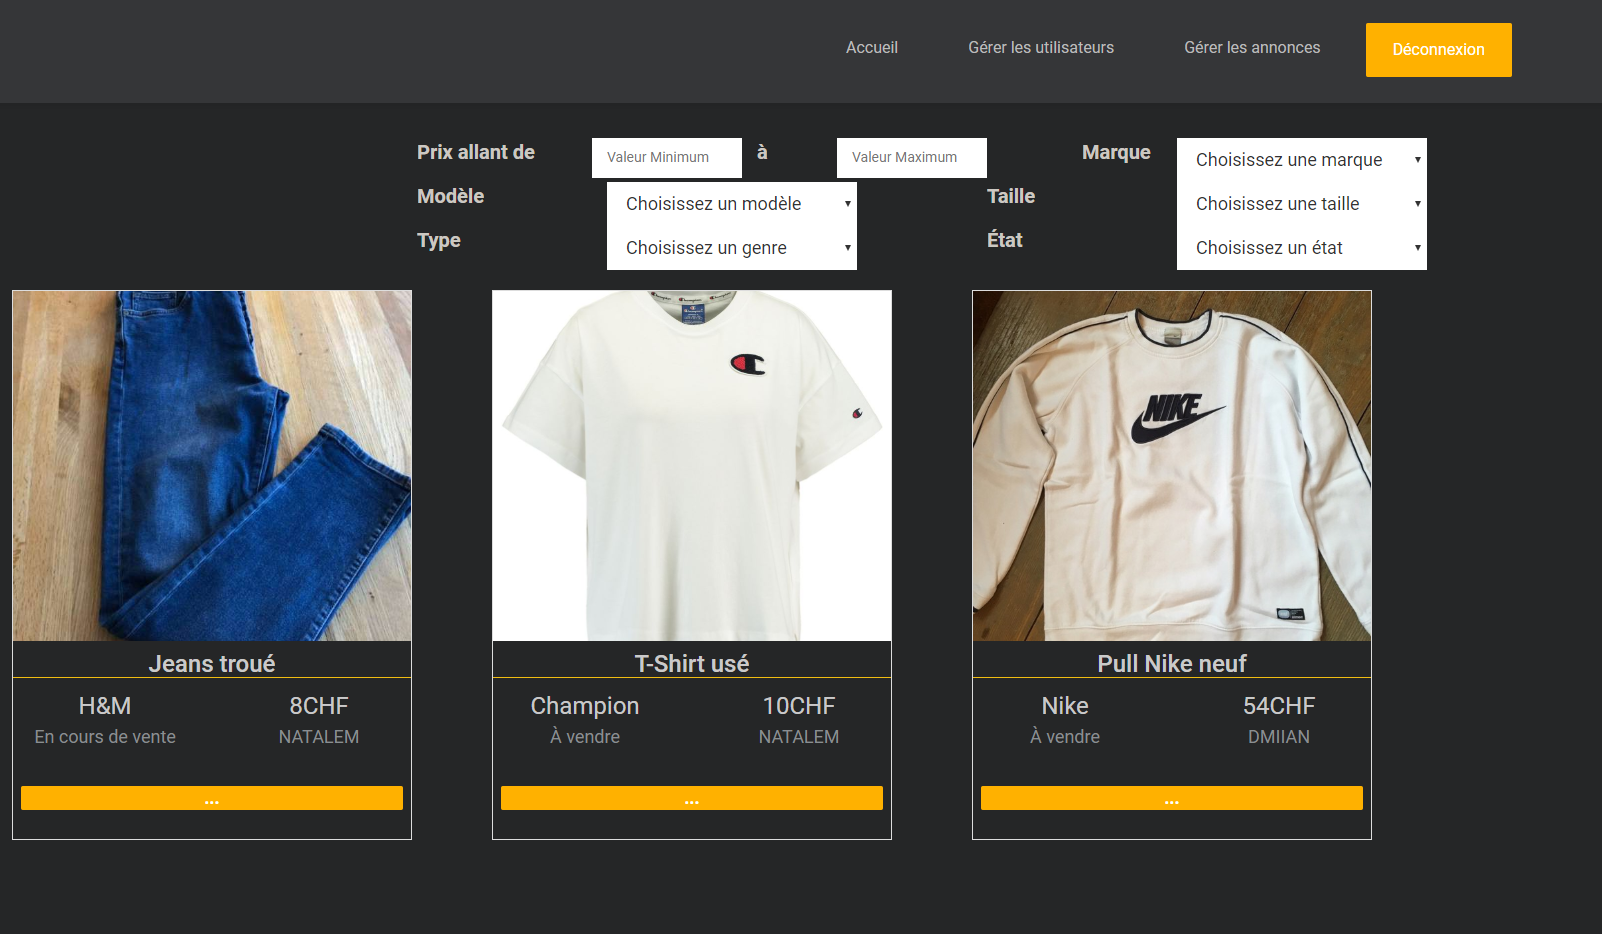 Accueil Gérer les utilisateurs Gérer les annonces Déconnexion
Prix allant de Valeur Minimum à Valeur Maximum Marque Choisissez une marque
Modèle Choisissez un modèle Taille Choisissez une taille
Type Choisissez un genre État Choisissez un état
NIKE
Jeans troué T-Shirt usé Pull Nike neuf
H&M 8CHF Champion 10CHF Nike 54CHF
En cours de vente NATALEM À vendre NATALEM À vendre DMIIAN
... ... ...